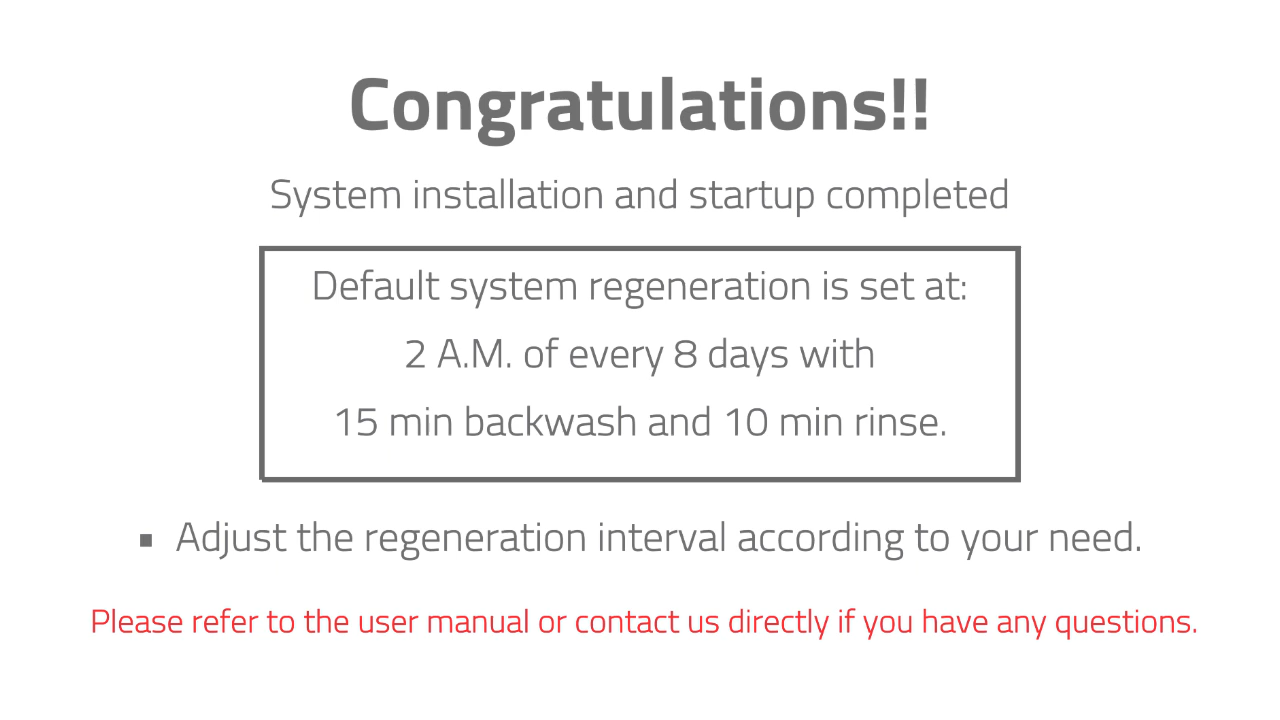 Congratulations!!
System installation and startup completed
Default system regeneration is set at:
2 A.M. of every 8 days with
15 min backwash and 10 min rinse.
▪ Adjust the regeneration interval according to your need.
Please refer to the user manual or contact us directly if you have any questions.